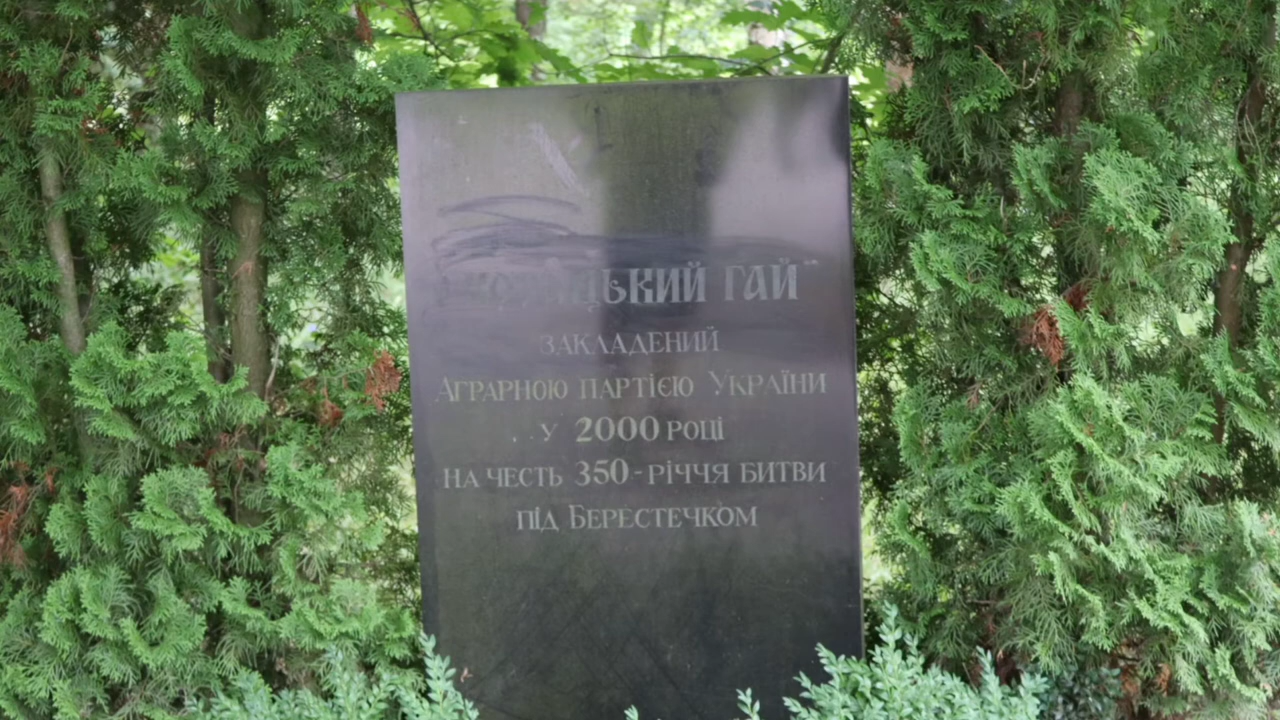 ГАЙ"
ЗАКЛАДЕНИЙ
АГРАРНОЮ ПАРТІЄЮ УКРАЇНИ
У 2000 РОЦІ
НА ЧЕСТЬ 350-РІЧЧЯ БИТВИ
ПІД БЕРЕСТЕЧКОМ